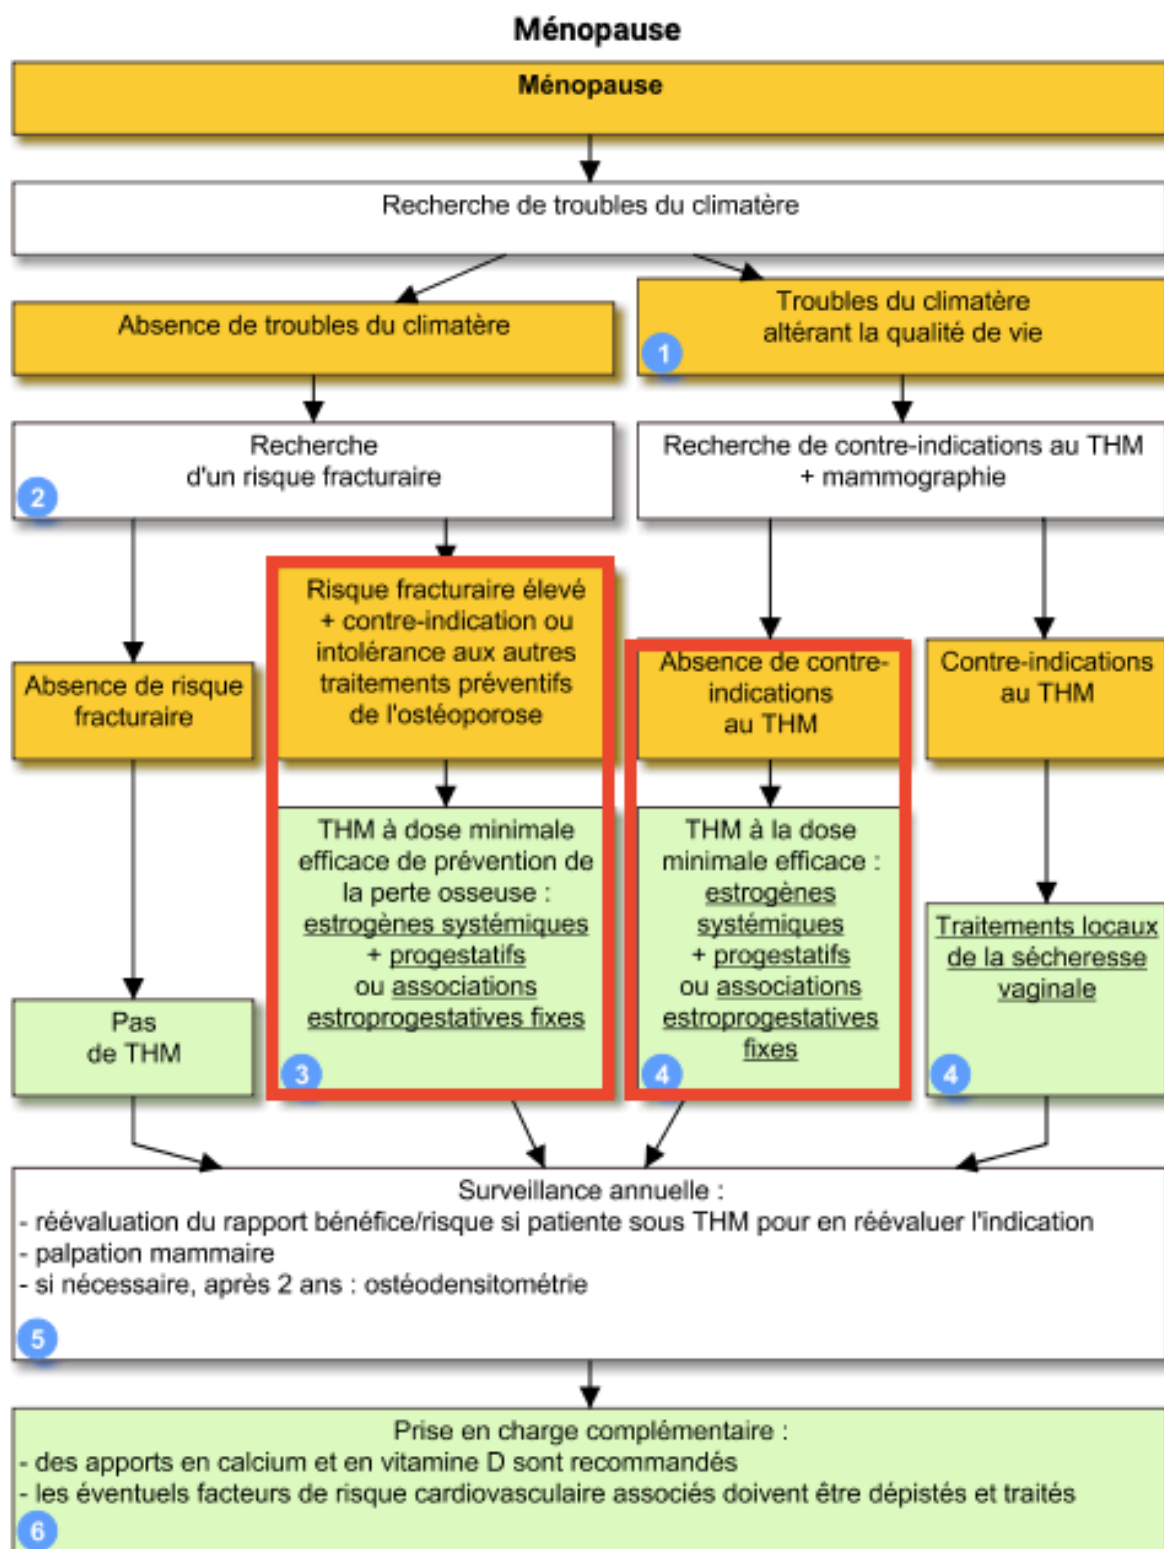 Ménopause
Ménopause
Recherche de troubles du climatère
Absence de troubles du climatère
Troubles du climatère
altérant la qualité de vie
1
Recherche
d'un risque fracturaire
2
Recherche de contre-indications au THM
+ mammographie
Absence de risque
fracturaire
Risque fracturaire élevé
+ contre-indication ou
intolérance aux autres
traitements préventifs
de l'ostéoporose
Absence de contre-
indications
au THM
Contre-indications
au THM
Pas
de THM
THM à dose minimale
efficace de prévention de
la perte osseuse :
estrogènes systémiques
+ progestatifs
ou associations
estroprogestatives fixes
3
THM à la dose
minimale efficace :
estrogènes
systémiques
+ progestatifs
ou associations
estroprogestatives
fixes
4
Traitements locaux
de la sécheresse
vaginale
4
Surveillance annuelle :
- réévaluation du rapport bénéfice/risque si patiente sous THM pour en réévaluer l'indication
- palpation mammaire
- si nécessaire, après 2 ans : ostéodensitométrie
5
Prise en charge complémentaire :
- des apports en calcium et en vitamine D sont recommandés
- les éventuels facteurs de risque cardiovasculaire associés doivent être dépistés et traités
6